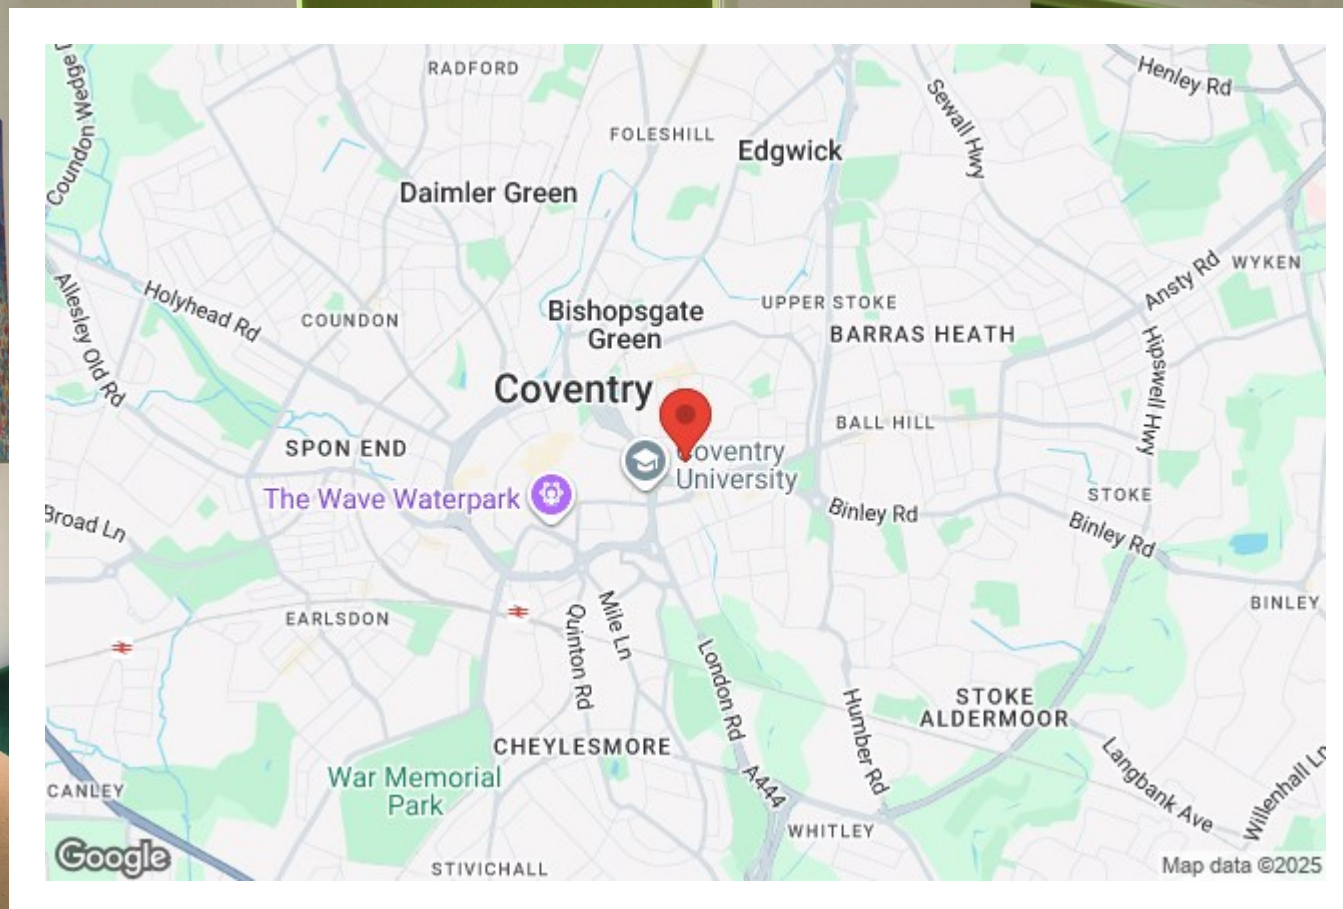 RADFORD
Henley Rd
Coundon Wedge
Sewall Hwy
FOLESHILL
Edgwick
Daimler Green
Ansty Rd
WYKEN
Allesley Old Rd
Holyhead Rd
COUNDON
Bishopsgate
Green
UPPER STOKE
BARRAS HEATH
Hipswell Hwy
Coventry
BALL HILL
SPON END
Coventry
University
The Wave Waterpark
STOKE
Broad Ln
Binley Rd
Binley Rd
EARLSDON
Quinton Rd
Mile Ln
BINLEY
London Rd
STOKE
ALDERMOOR
Humber Rd
CHEYLESMORE
War Memorial
Park
A444
Langbank Ave
Willenhall Ln
CANLEY
WHITLEY
STIVICHALL
Google
Map data ©2025